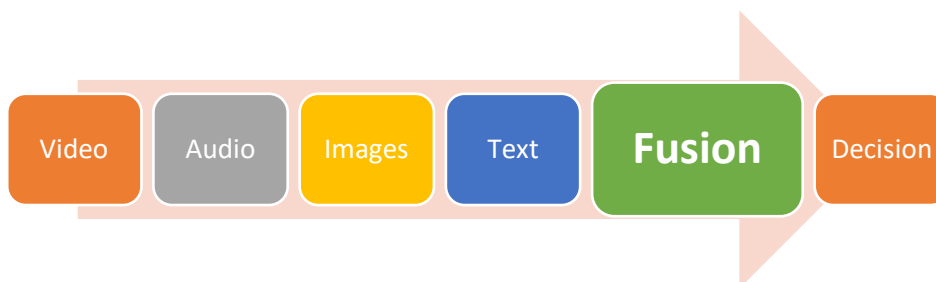 Video
Audio
Images
Text
Fusion
Decision